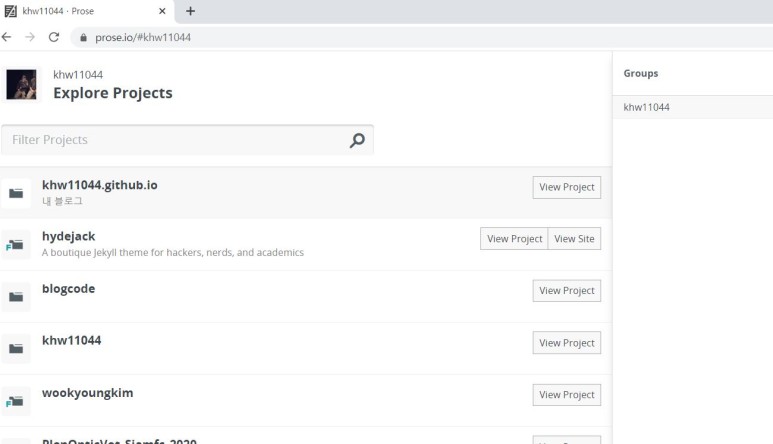 khw11044 · Prose
prose.io/#khw11044
khw11044
Explore Projects
Groups
khw11044
Filter Projects
khw11044.github.io
내 블로그
View Project
hydejack
A boutique Jekyll theme for hackers, nerds, and academics
View Project
View Site
blogcode
View Project
khw11044
View Project
wookyoungkim
View Project